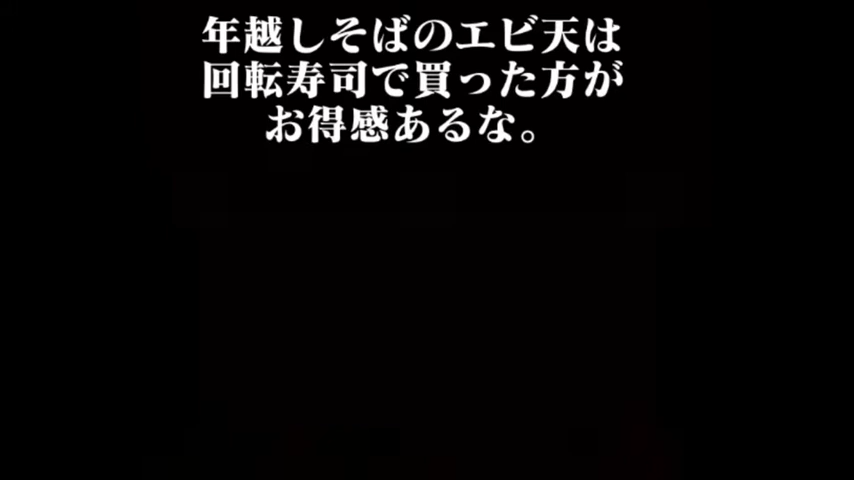 年越しそばのエビ天は
回転寿司で買った方が
お得感あるな。